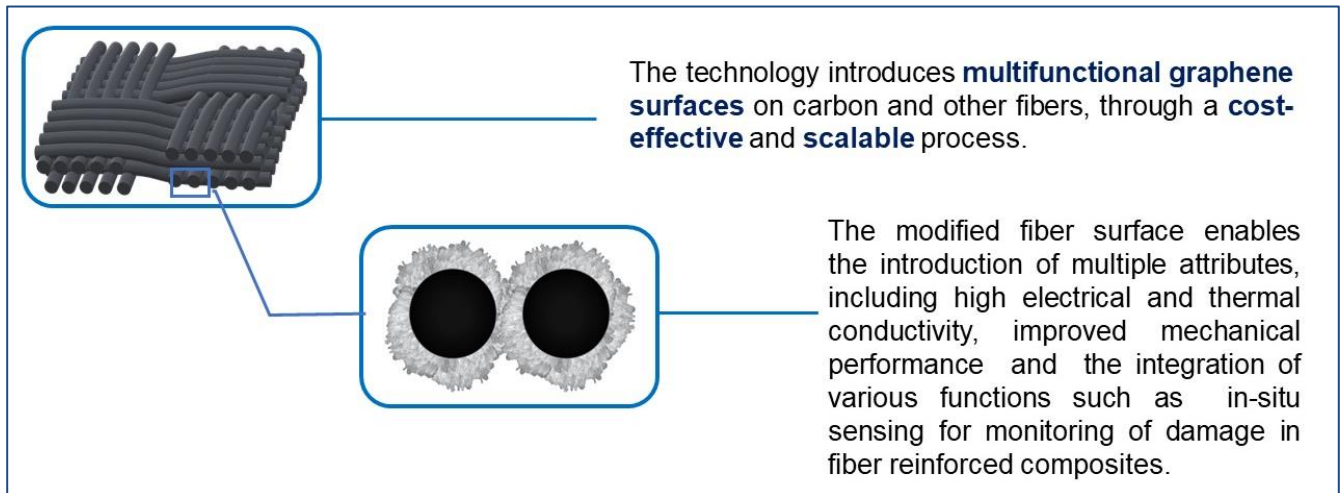 The technology introduces multifunctional graphene
surfaces on carbon and other fibers, through a cost-
effective and scalable process.
The modified fiber surface enables
the introduction of multiple attributes,
including high electrical and thermal
conductivity, improved mechanical
performance and the integration of
various functions such as in-situ
sensing for monitoring of damage in
fiber reinforced composites.